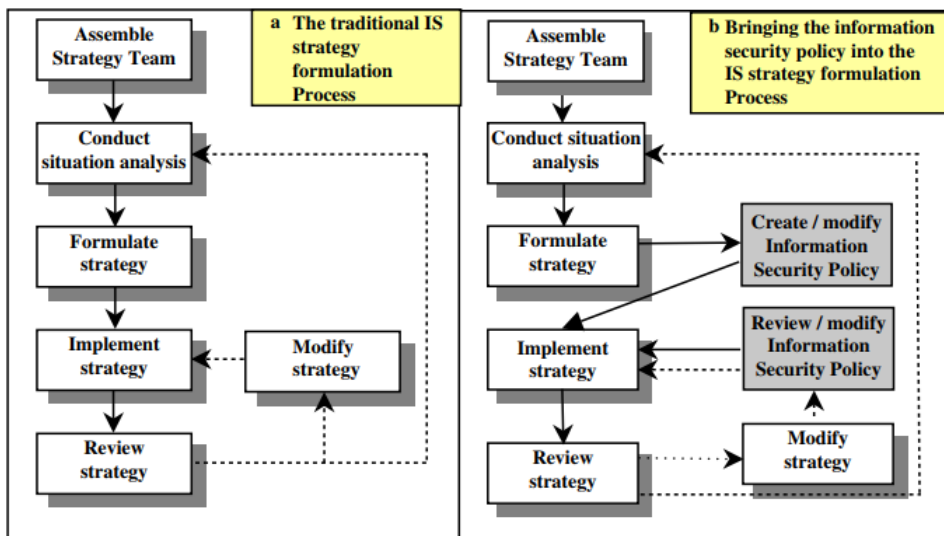 a The traditional IS
strategy
formulation
Process
Assemble
Strategy Team
Conduct
situation analysis
Formulate
strategy
Implement
strategy
Modify
strategy
Review
strategy
b Bringing the information
security policy into the
IS strategy formulation
Process
Assemble
Strategy Team
Conduct situation
analysis
Formulate
strategy
Create / modify
Information
Security Policy
Implement
strategy
Review / modify
Information
Security Policy
Review
strategy
Modify
strategy